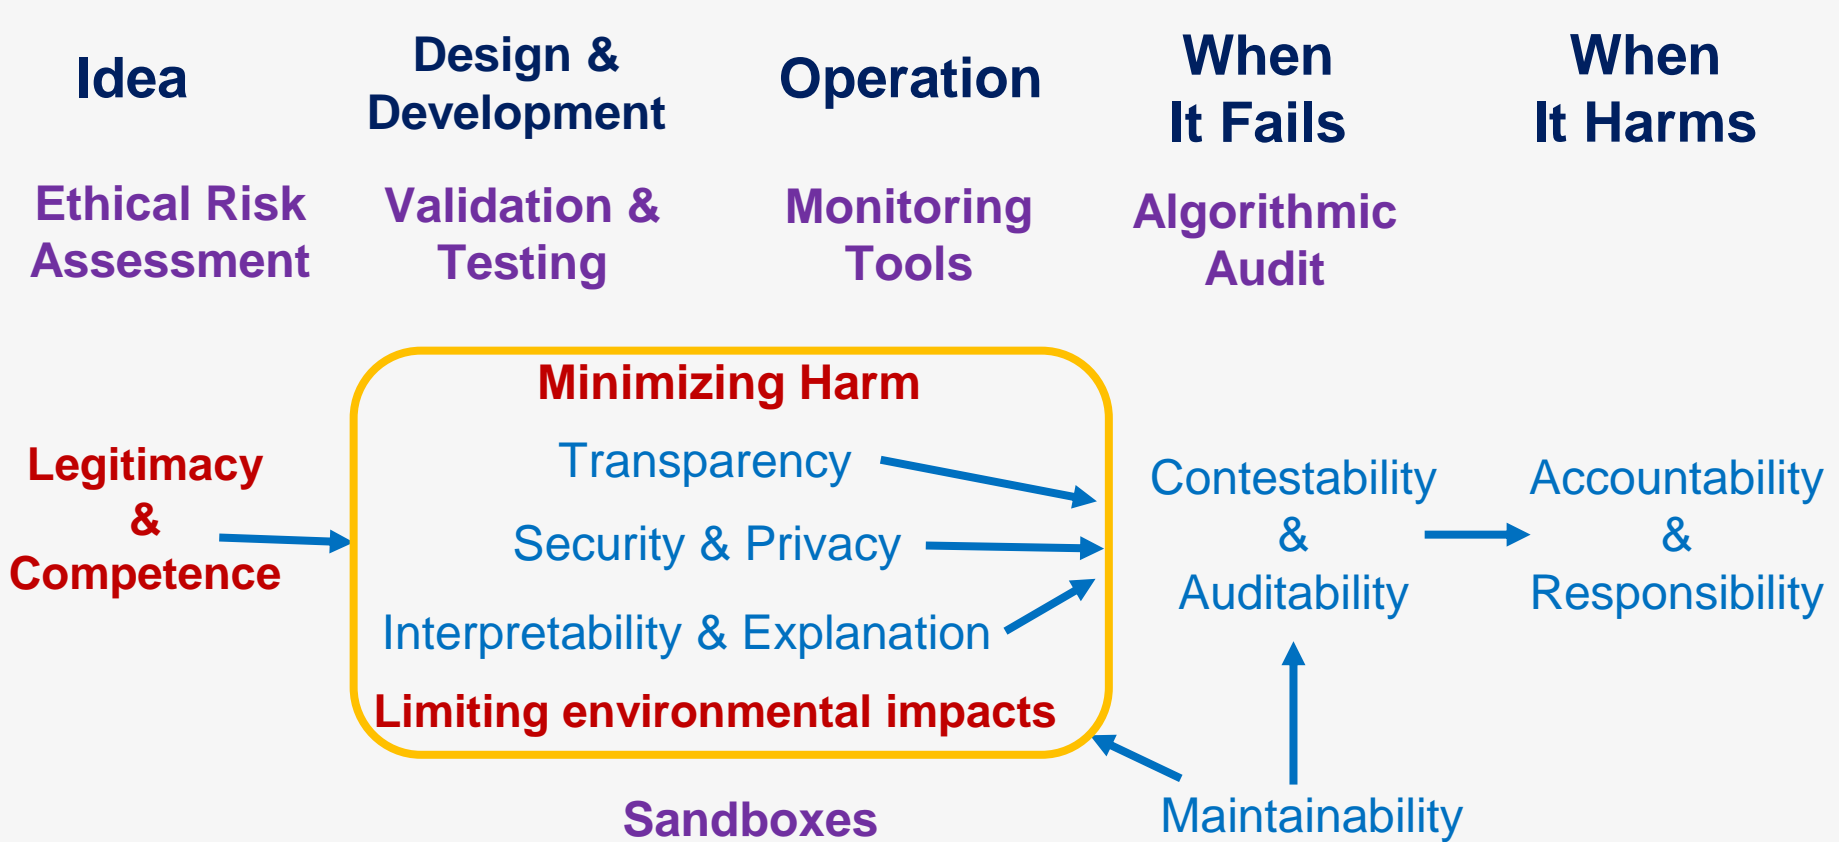 Idea
Design &
Development
Operation
When
It Fails
When
It Harms
Ethical Risk
Assessment
Validation &
Testing
Monitoring
Tools
Algorithmic
Audit
Legitimacy
&
Competence
Minimizing Harm
Transparency
Security & Privacy
Interpretability & Explanation
Limiting environmental impacts
Contestability
&
Auditability
Accountability
&
Responsibility
Sandboxes
Maintainability